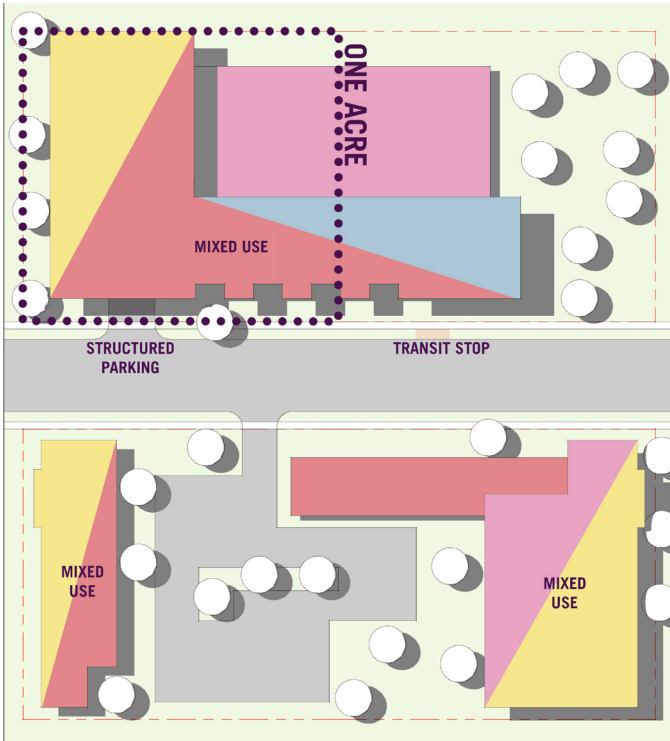 ONE ACRE
MIXED USE
STRUCTURED
PARKING
TRANSIT STOP
MIXED
USE
MIXED
USE